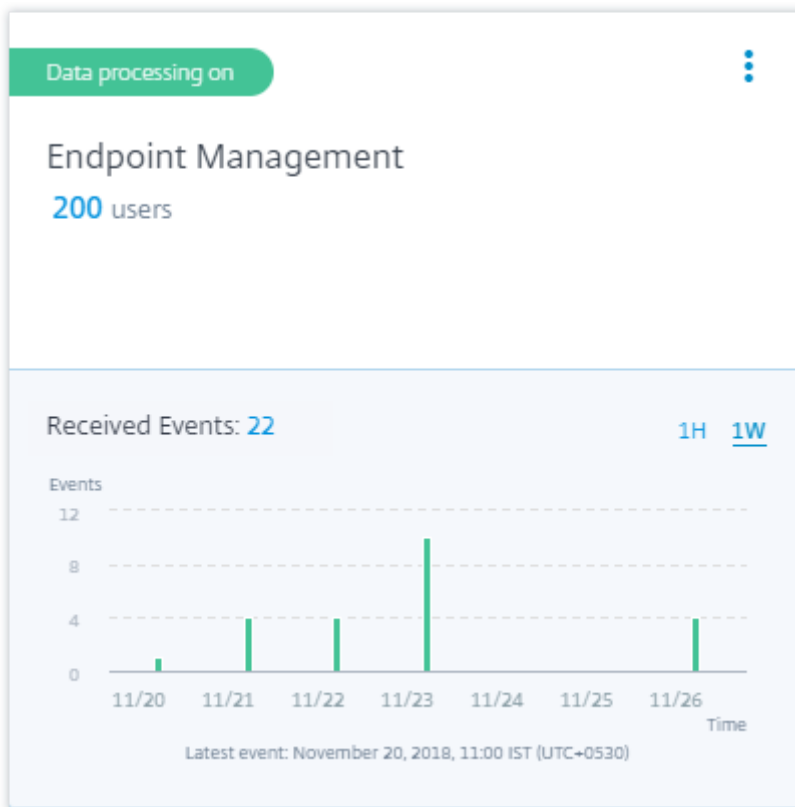 Data processing on
Endpoint Management
200 users
Received Events: 22
1H 1W
Events
12
8
4
0
11/20 11/21 11/22 11/23 11/24 11/25 11/26
Time
Latest event: November 20, 2018, 11:00 IST (UTC+0530)